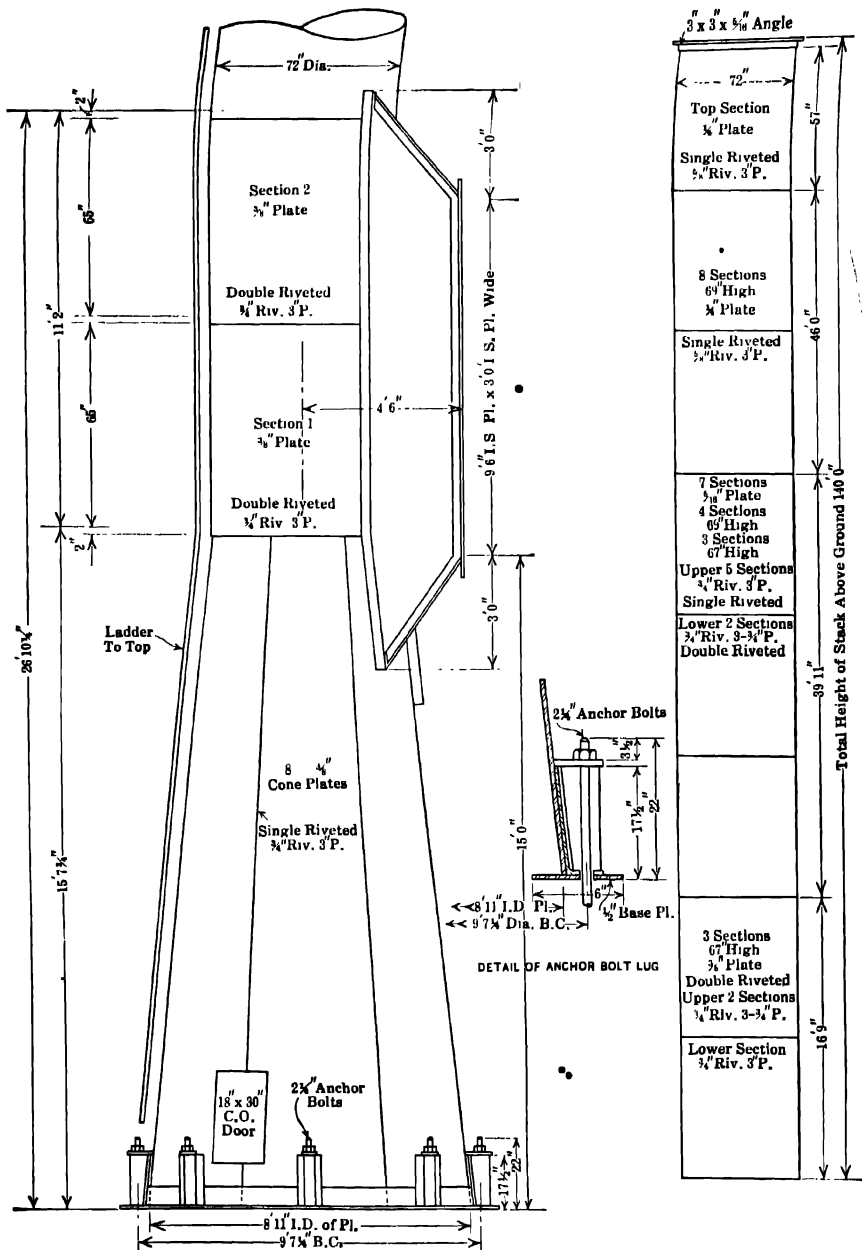 72" Dia.
2"
Section 2
3/8" Plate
65"
3'0"
Double Riveted
3/4" Riv. 3"P.
11'2"
9'6" I.S. Pl. x 3'0" I.S. Pl. Wide
4'6"
Section 1
3/8" Plate
65"
Double Riveted
3/4" Riv. 3"P.
2"
3'0"
Ladder
To Top
26'10 3/4"
8
Cone Plates
Single Riveted
3/4" Riv. 3"P.
15'7 3/4"
15'0"
18" x 30"
C.O.
Door
Anchor
Bolts
17 1/2"
22"
8'11" I.D. of Pl.
9'7 1/4" B.C.
Anchor Bolts
3 1/2"
17 1/2"
22"
6"
8'11" I.D. Pl.
1/2" Base Pl.
9'7 1/4" Dia. B.C.
DETAIL OF ANCHOR BOLT LUG
3" x 3" x 5/16" Angle
72"
57"
Top Section
Plate
Single Riveted
5/8" Riv. 3"P.
8 Sections
69" High
Plate
46'0"
Single Riveted
5/8" Riv. 3"P.
7 Sections
5/16" Plate
4 Sections
69" High
3 Sections
67" High
Upper 5 Sections
3/4" Riv. 3"P.
Single Riveted
Lower 2 Sections
3/4" Riv. 3-3/4"P.
Double Riveted
39'11"
Total Height of Stack Above Ground 140'0"
3 Sections
67" High
3/8" Plate
Double Riveted
Upper 2 Sections
3/4" Riv. 3-3/4"P.
16'9"
Lower Section
3/4" Riv. 3"P.